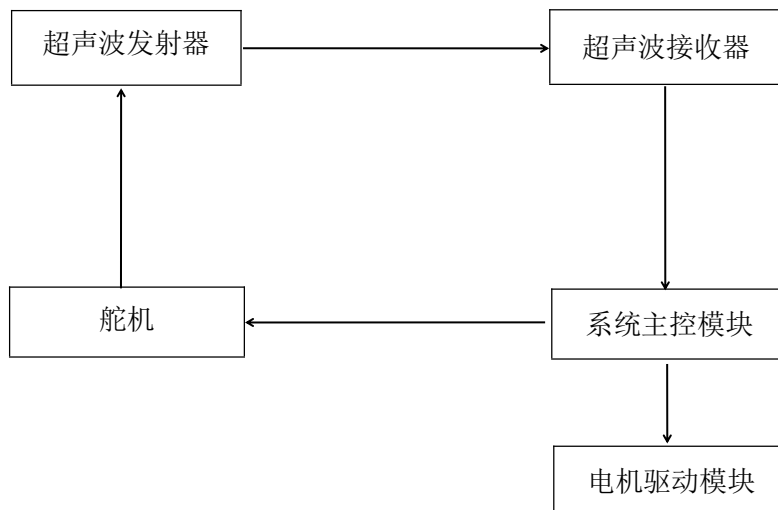 超声波发射器
超声波接收器
舵机
系统主控模块
电机驱动模块